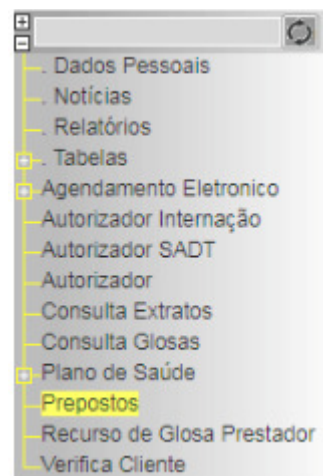 . Dados Pessoais
. Notícias
. Relatórios
. Tabelas
Agendamento Eletronico
Autorizador Internação
Autorizador SADT
Autorizador
Consulta Extratos
Consulta Glosas
Plano de Saúde
Prepostos
Recurso de Glosa Prestador
Verifica Cliente